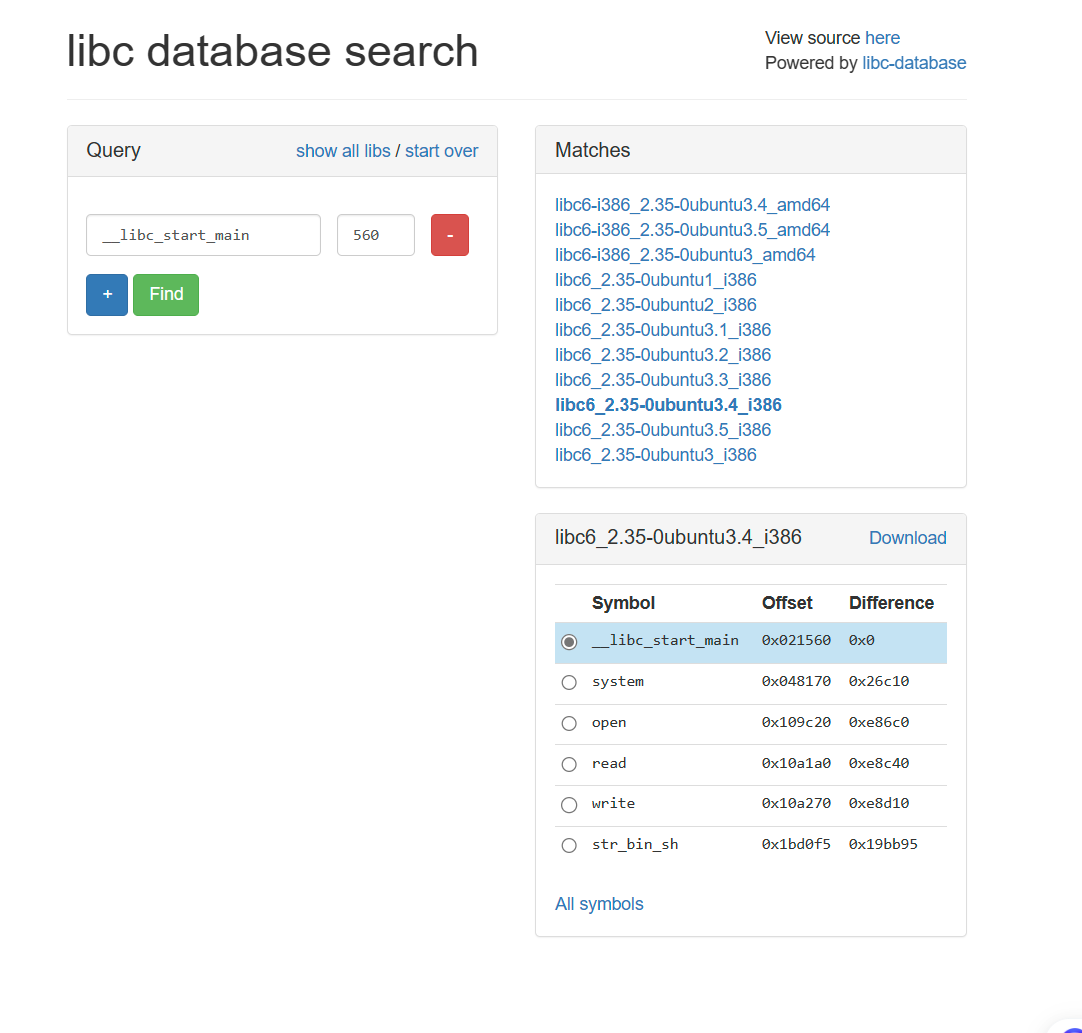 libc database search
View source here
Powered by libc-database
Query
show all libs / start over
__libc_start_main
560
-
+
Find
Matches
libc6-i386_2.35-0ubuntu3.4_amd64
libc6-i386_2.35-0ubuntu3.5_amd64
libc6-i386_2.35-0ubuntu3_amd64
libc6_2.35-0ubuntu1_i386
libc6_2.35-0ubuntu2_i386
libc6_2.35-0ubuntu3.1_i386
libc6_2.35-0ubuntu3.2_i386
libc6_2.35-0ubuntu3.3_i386
libc6_2.35-0ubuntu3.4_i386
libc6_2.35-0ubuntu3.5_i386
libc6_2.35-0ubuntu3_i386
libc6_2.35-0ubuntu3.4_i386 Download
Symbol Offset Difference
__libc_start_main 0x021560 0x0
system 0x048170 0x26c10
open 0x109c20 0xe86c0
read 0x10a1a0 0xe8c40
write 0x10a270 0xe8d10
str_bin_sh 0x1bd0f5 0x19bb95
All symbols